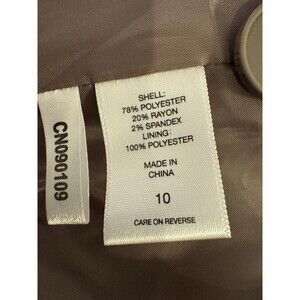 CN090109
SHELL:
78% POLYESTER
20% RAYON
2% SPANDEX
LINING:
100% POLYESTER
MADE IN
CHINA
10
CARE ON REVERSE